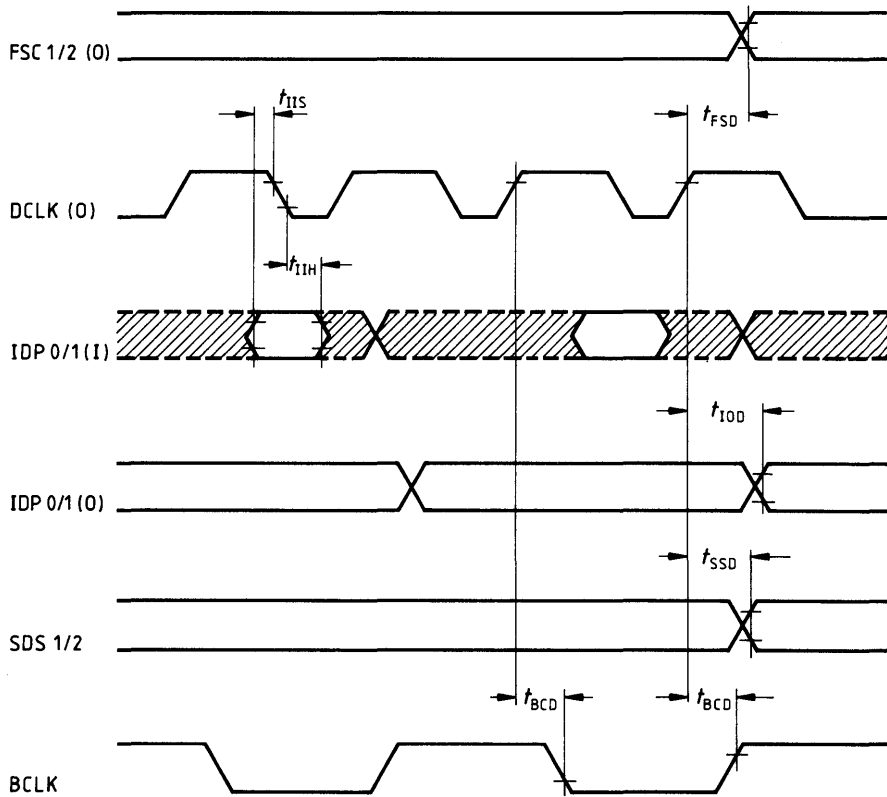 FSC 1/2 (O)
t_IIS
t_FSD
DCLK (O)
t_IIH
IDP 0/1 (I)
t_IOD
IDP 0/1 (O)
t_SSD
SDS 1/2
t_BCD
t_BCD
BCLK